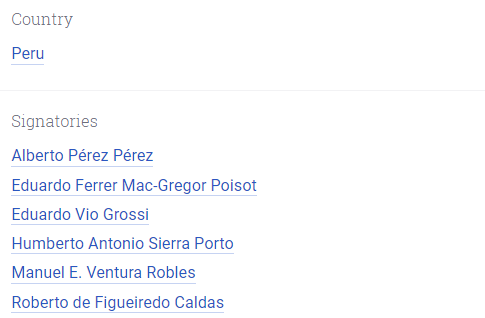 Country
Peru
Signatories
Alberto Pérez Pérez
Eduardo Ferrer Mac-Gregor Poisot
Eduardo Vio Grossi
Humberto Antonio Sierra Porto
Manuel E. Ventura Robles
Roberto de Figueiredo Caldas